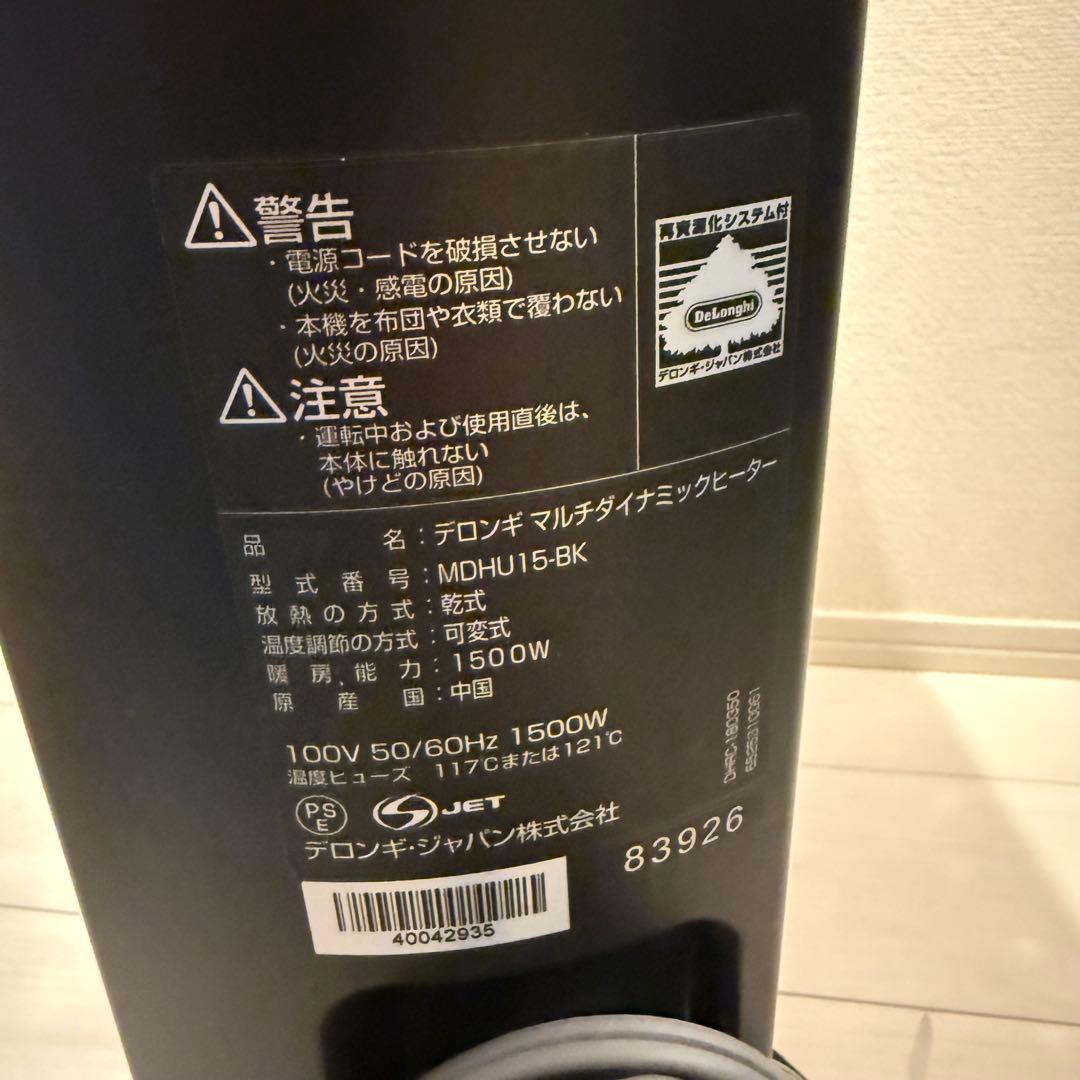 警告
・電源コードを破損させない
(火災・感電の原因)
・本機を布団や衣類で覆わない
(火災の原因)
注意
・運転中および使用直後は、
本体に触れない
(やけどの原因)
再資源化システム付
DeLonghi
デロンギ・ジャパン株式会社
品名：デロンギ マルチダイナミックヒーター
型式番号：MDHU15-BK
放熱の方式：乾式
温度調節の方式：可変式
暖房能力：1500W
原産国：中国
100V 50/60Hz 1500W
温度ヒューズ 117℃または121℃
PSE JET
デロンギ・ジャパン株式会社
83926
40042935